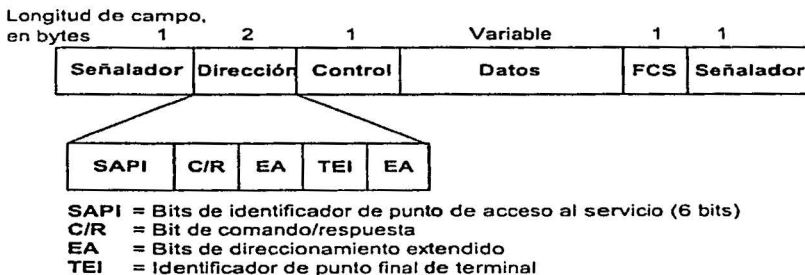 Longitud de campo,
en bytes 1 2 1 Variable 1 1
Señalador Dirección Control Datos FCS Señalador
SAPI C/R EA TEI EA
SAPI = Bits de identificador de punto de acceso al servicio (6 bits)
C/R = Bit de comando/respuesta
EA = Bits de direccionamiento extendido
TEI = Identificador de punto final de terminal